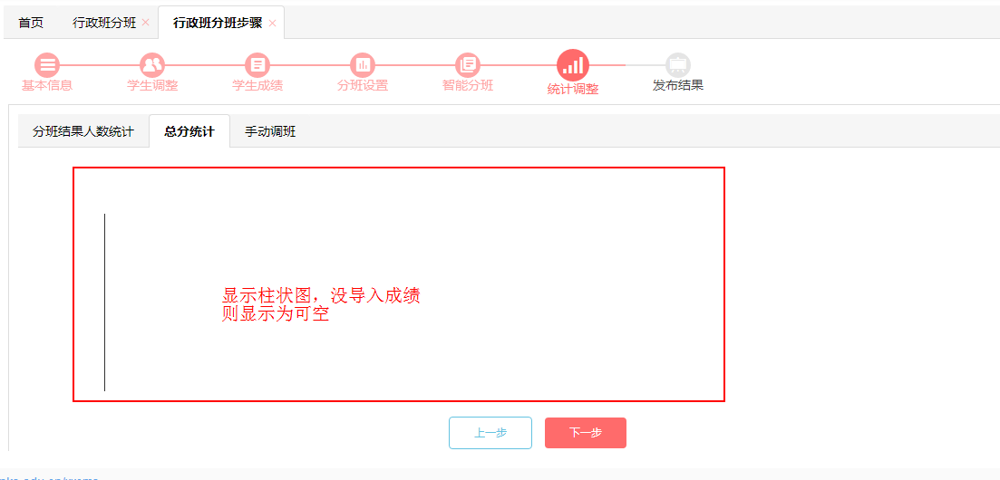 首页 行政班分班 行政班分班步骤
基本信息 学生调整 学生成绩 分班设置 智能分班 统计调整 发布结果
分班结果人数统计 总分统计 手动调班
显示柱状图，没导入成绩
则显示为可空
上一步 下一步